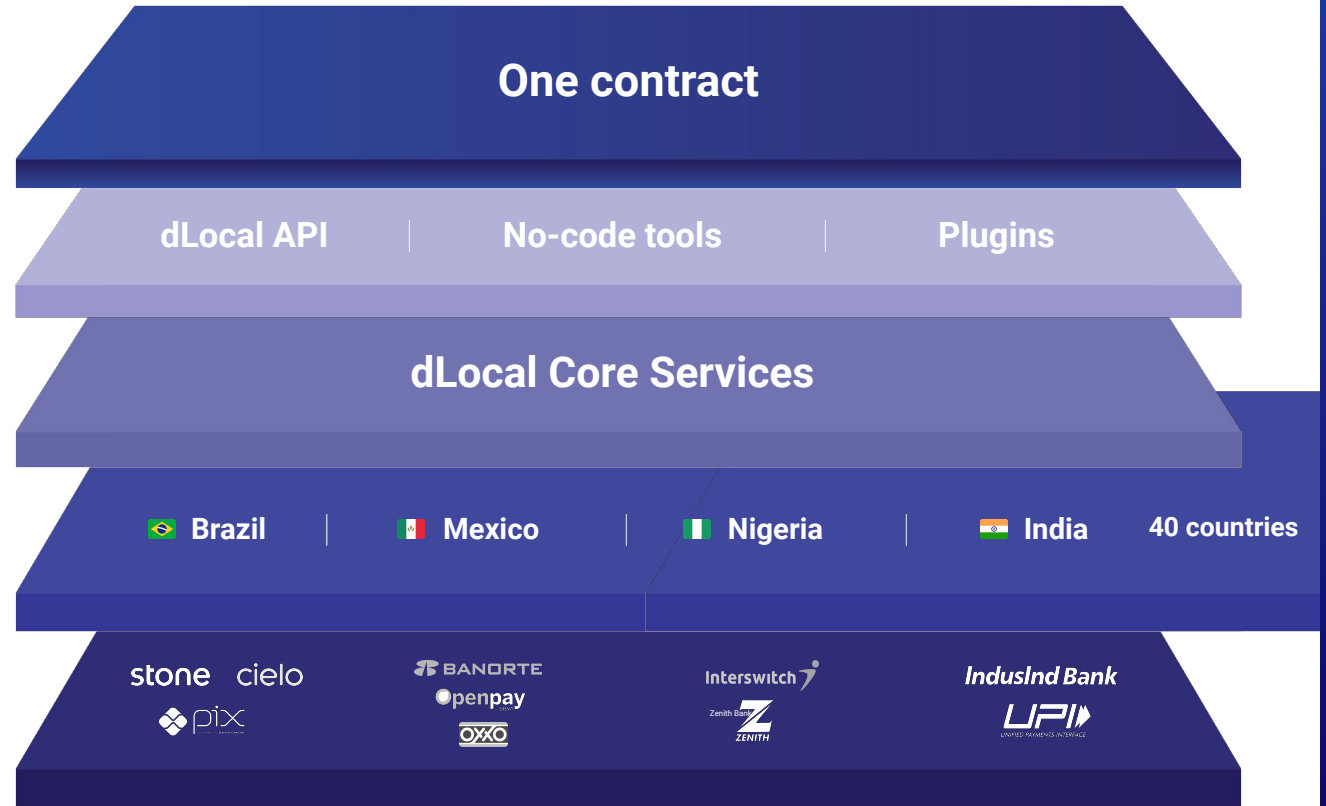 One contract
dLocal API No-code tools Plugins
dLocal Core Services
Brazil Mexico Nigeria India 40 countries
stone cielo
pix
BANORTE
Openpay
OXXO
Interswitch
Zenith Bank
ZENITH
IndusInd Bank
UPI
UNIFIED PAYMENTS INTERFACE